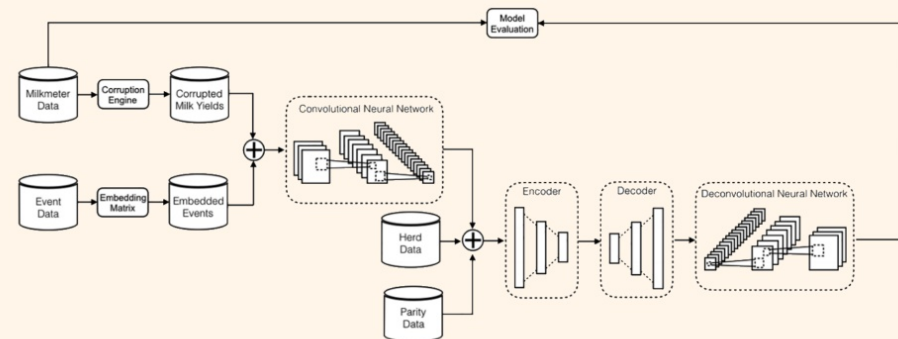 Model
Evaluation
Milkmeter
Data
Corruption
Engine
Corrupted
Milk Yields
Convolutional Neural Network
Event
Data
Embedding
Matrix
Embedded
Events
Herd
Data
Encoder
Decoder
Deconvolutional Neural Network
Parity
Data